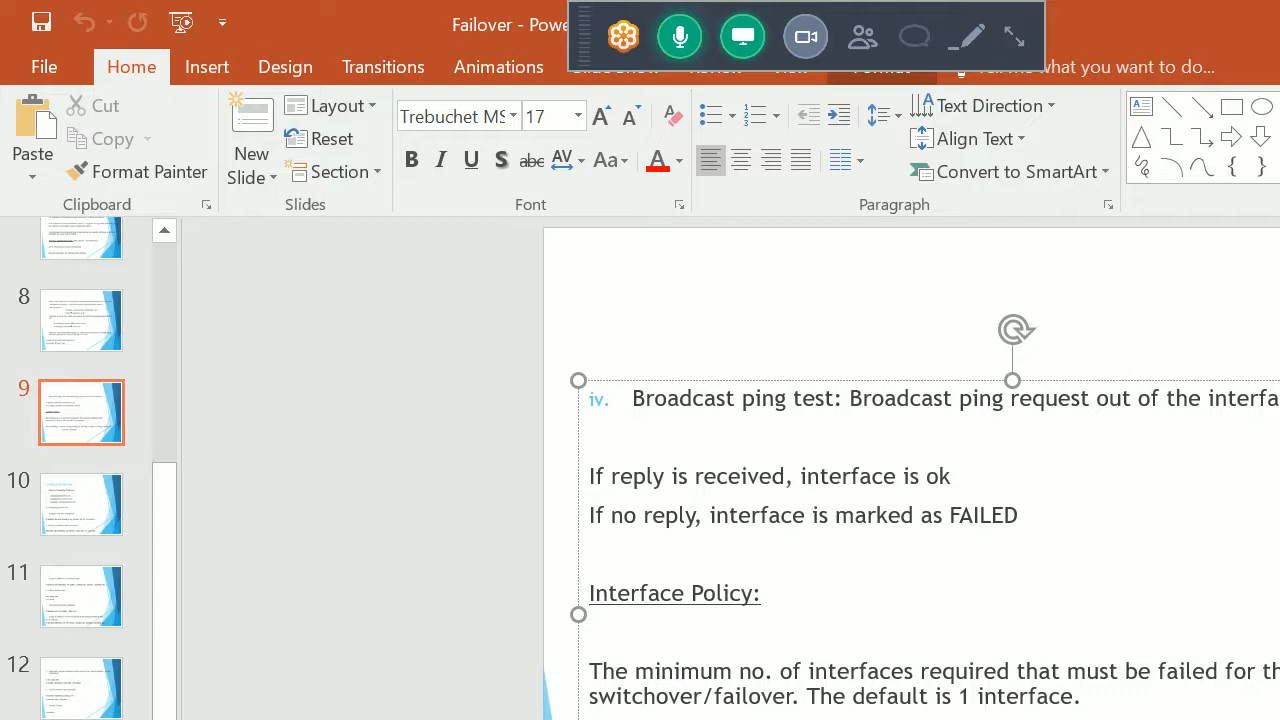 Failover - Powe
File
Home
Insert
Design
Transitions
Animations
Tell me what you want to do...
Paste
Cut
Copy
Format Painter
Clipboard
New
Slide
Layout
Reset
Section
Slides
Trebuchet MS
17
B I U S abc AV Aa A
Font
Paragraph
Text Direction
Align Text
Convert to SmartArt
8
9
10
11
12
iv. Broadcast ping test: Broadcast ping request out of the interfa
If reply is received, interface is ok
If no reply, interface is marked as FAILED
Interface Policy:
The minimum no. of interfaces required that must be failed for th
switchover/failover. The default is 1 interface.